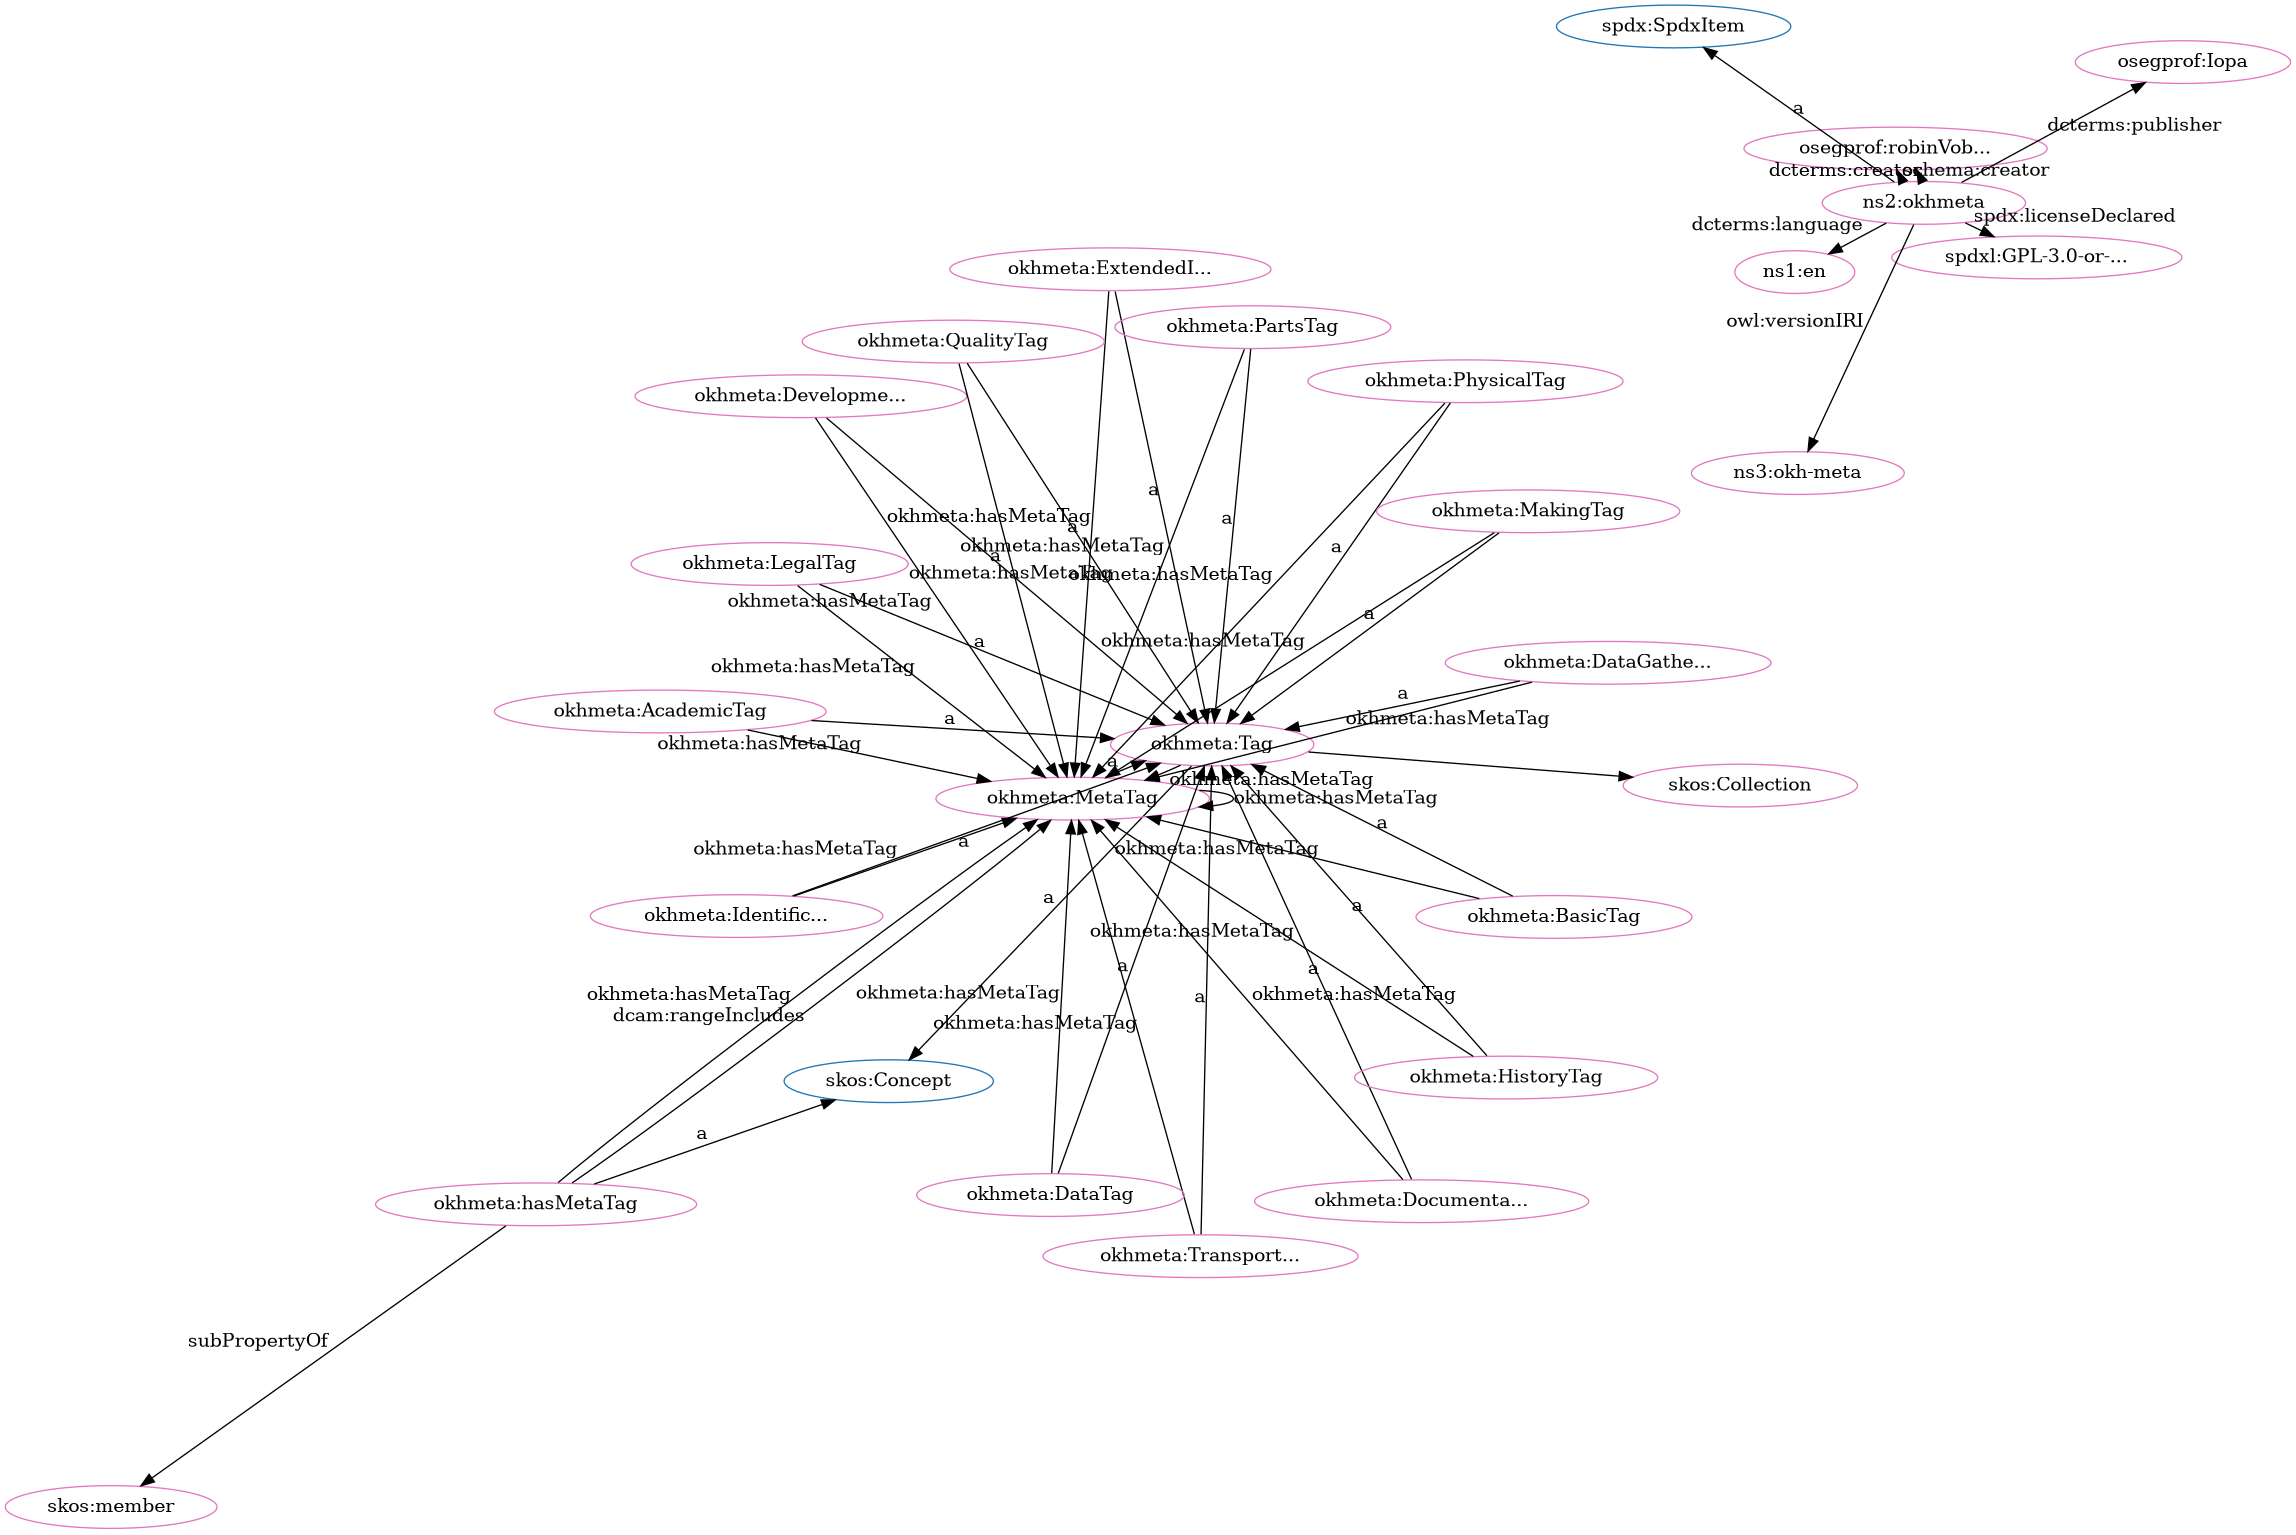 spdx:SpdxItem
osegprof:Iopa
a
dcterms:publisher
osegprof:robinVob...
dcterms:creator
schema:creator
ns2:okhmeta
spdx:licenseDeclared
dcterms:language
spdxl:GPL-3.0-or-...
ns1:en
okhmeta:ExtendedI...
owl:versionIRI
okhmeta:PartsTag
okhmeta:QualityTag
okhmeta:PhysicalTag
okhmeta:Developme...
ns3:okh-meta
a
okhmeta:MakingTag
okhmeta:hasMetaTag
a
a
okhmeta:hasMetaTag
a
a
okhmeta:LegalTag
okhmeta:hasMetaTag
okhmeta:hasMetaTag
okhmeta:hasMetaTag
a
a
okhmeta:hasMetaTag
okhmeta:DataGathe...
okhmeta:hasMetaTag
a
okhmeta:AcademicTag
a
okhmeta:hasMetaTag
okhmeta:hasMetaTag
okhmeta:Tag
a
okhmeta:hasMetaTag
skos:Collection
okhmeta:MetaTag
okhmeta:hasMetaTag
a
a
okhmeta:hasMetaTag
okhmeta:hasMetaTag
a
a
okhmeta:Identific...
okhmeta:BasicTag
okhmeta:hasMetaTag
a
a
okhmeta:hasMetaTag
okhmeta:hasMetaTag
a
okhmeta:hasMetaTag
dcam:rangeIncludes
okhmeta:hasMetaTag
skos:Concept
okhmeta:HistoryTag
a
okhmeta:DataTag
okhmeta:hasMetaTag
okhmeta:Documenta...
okhmeta:Transport...
subPropertyOf
skos:member